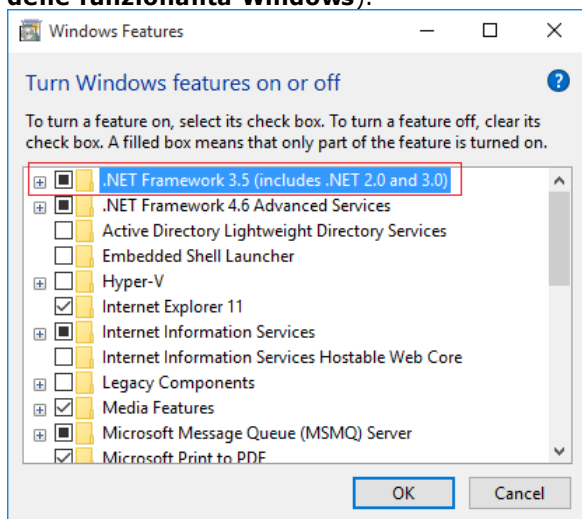 delle funzionalità Windows).
Windows Features
Turn Windows features on or off
?
To turn a feature on, select its check box. To turn a feature off, clear its
check box. A filled box means that only part of the feature is turned on.
.NET Framework 3.5 (includes .NET 2.0 and 3.0)
.NET Framework 4.6 Advanced Services
Active Directory Lightweight Directory Services
Embedded Shell Launcher
Hyper-V
Internet Explorer 11
Internet Information Services
Internet Information Services Hostable Web Core
Legacy Components
Media Features
Microsoft Message Queue (MSMQ) Server
Microsoft Print to PDF
OK
Cancel